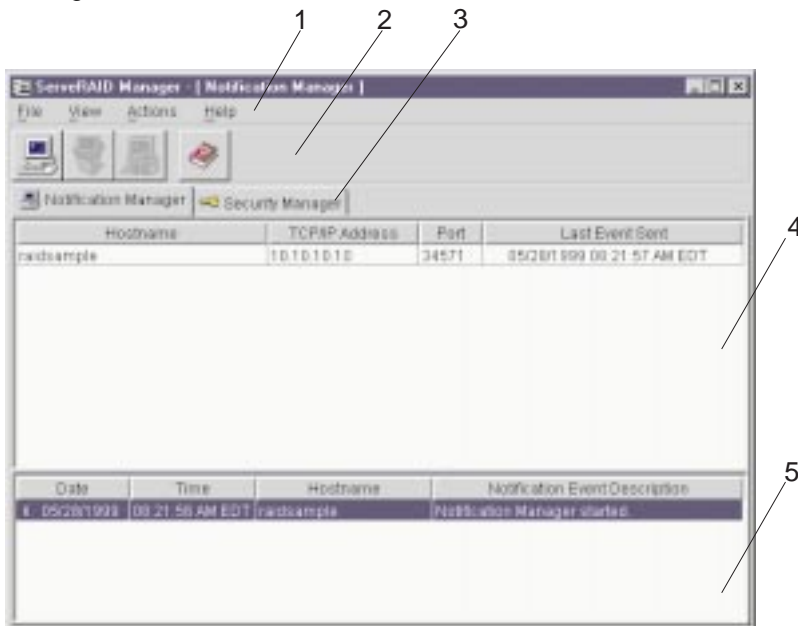 1 2 3
ServeRAID Manager - [ Notification Manager ]
File View Actions Help
Notification Manager Security Manager
Hostname TCP/IP Address Port Last Event Sent
raidsample 10.10.10.10 34571 05/28/1999 08:21:57 AM EDT
4
Date Time Hostname Notification Event Description
05/28/1999 08:21:56 AM EDT raidsample Notification Manager started.
5